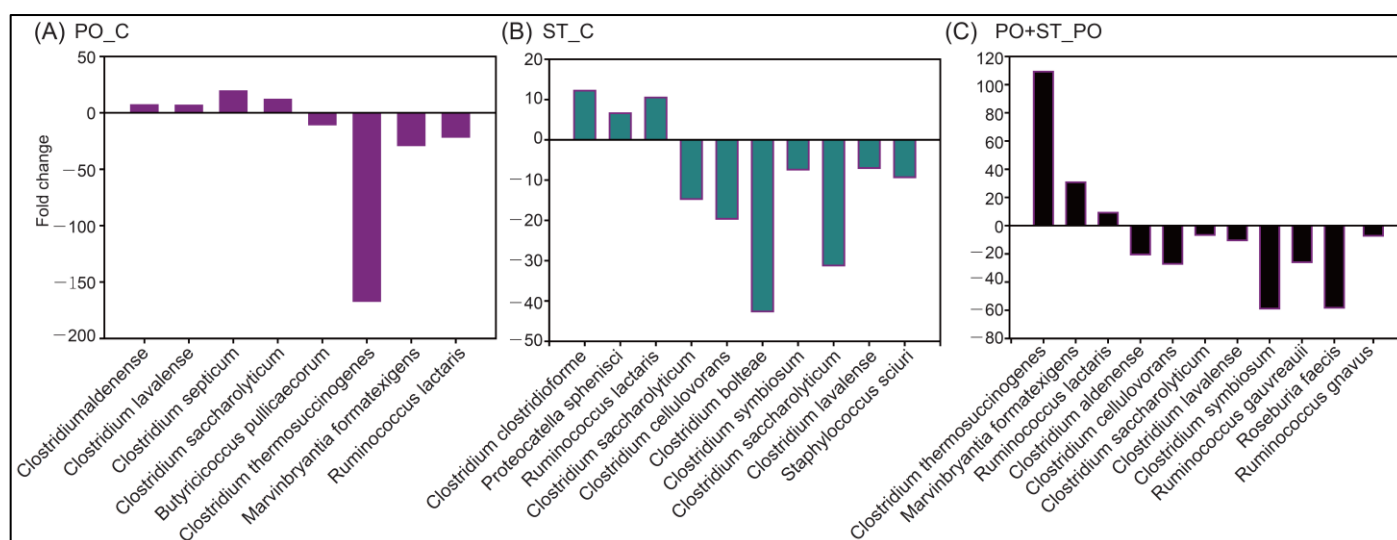 (A) PO_C
50
0
−50
−100
−150
−200
Fold change
Clostridiumaldenense
Clostridium lavalense
Clostridium septicum
Clostridium saccharolyticum
Butyricicoccus pullicaecorum
Clostridium thermosuccinogenes
Marvinbryantia formatexigens
Ruminococcus lactaris
(B) ST_C
20
10
0
−10
−20
−30
−40
−50
Clostridium clostridioforme
Proteocatella sphenisci
Ruminococcus lactaris
Clostridium saccharolyticum
Clostridium cellulovorans
Clostridium bolteae
Clostridium symbiosum
Clostridium saccharolyticum
Clostridium lavalense
Staphylococcus sciuri
(C) PO+ST_PO
120
100
80
60
40
20
0
−20
−40
−60
−80
Clostridium thermosuccinogenes
Marvinbryantia formatexigens
Ruminococcus lactaris
Clostridium aldenense
Clostridium cellulovorans
Clostridium saccharolyticum
Clostridium lavalense
Clostridium symbiosum
Ruminococcus gauvreauii
Roseburia faecis
Ruminococcus gnavus